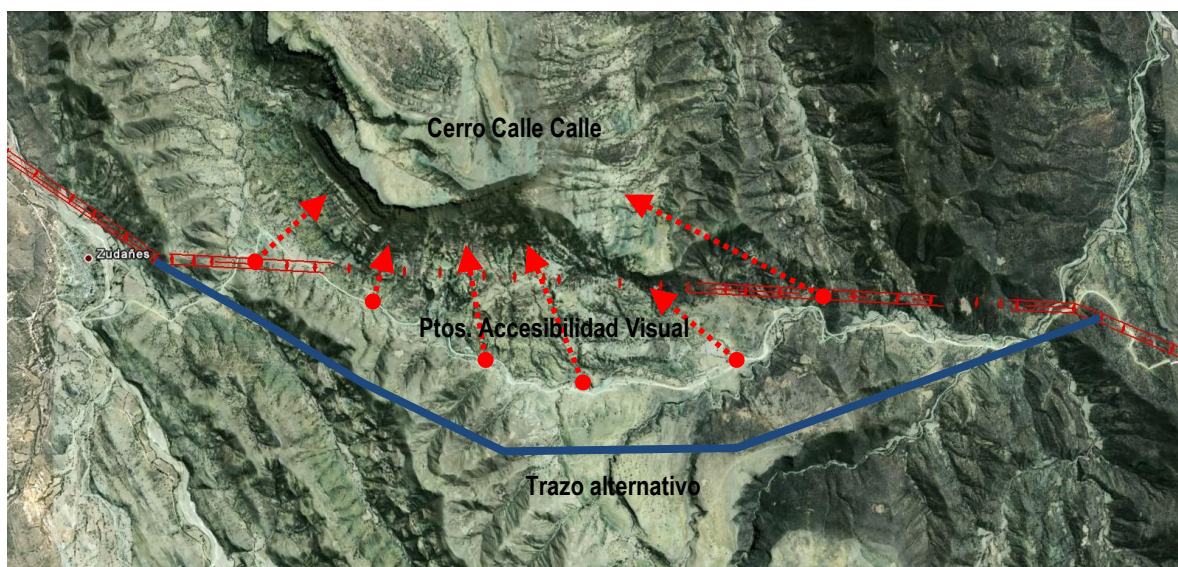 Cerro Calle Calle
Zudañes
Ptos. Accesibilidad Visual
Trazo alternativo